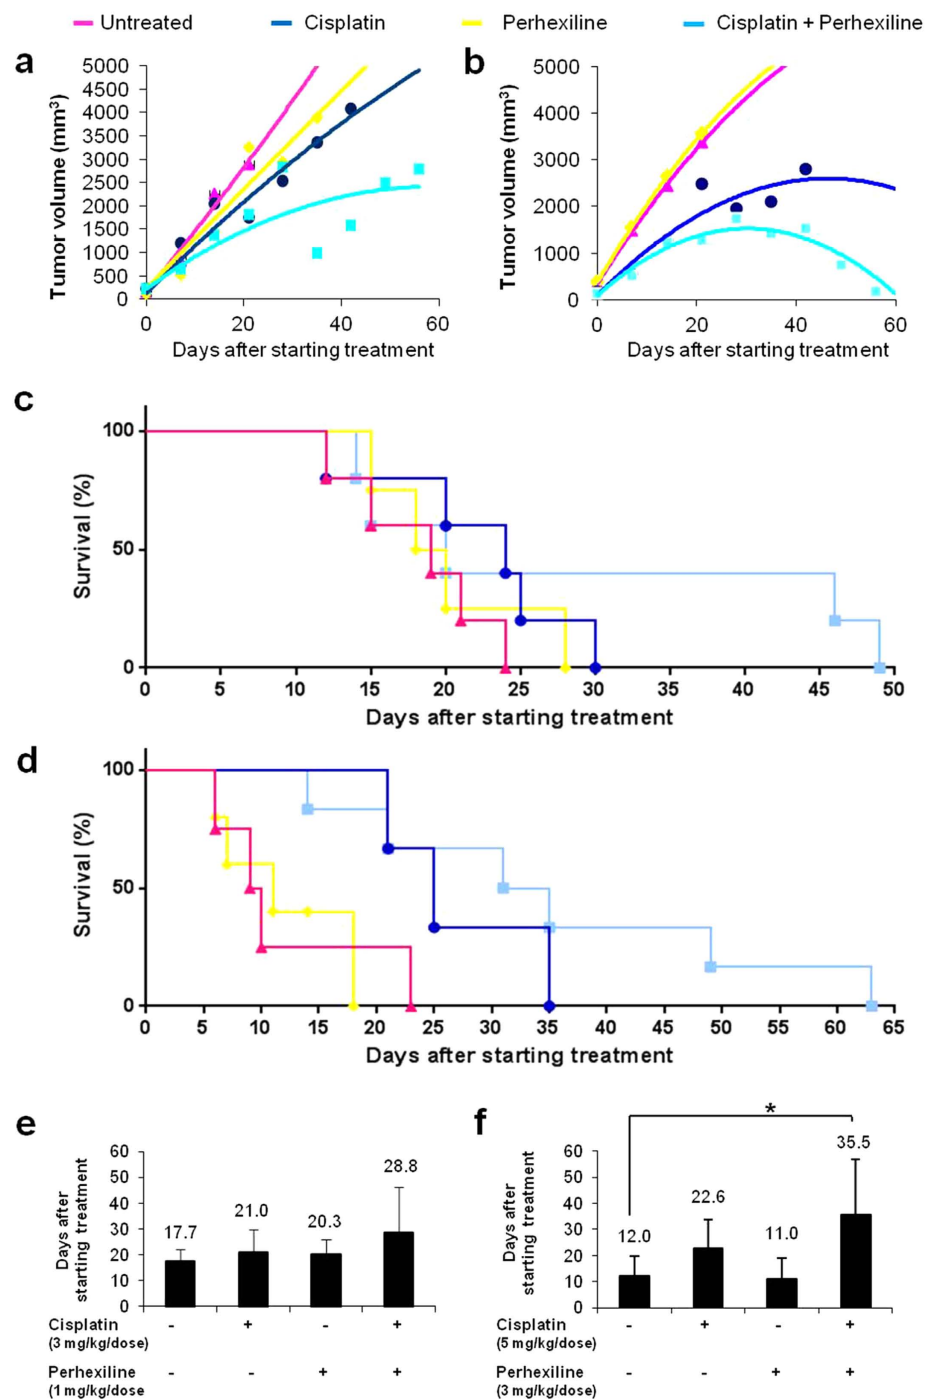 Untreated Cisplatin Perhexiline Cisplatin + Perhexiline
a
5000
4500
4000
3500
3000
2500
2000
1500
1000
500
0
Tumor volume (mm³)
0 20 40 60
Days after starting treatment
b
5000
4000
3000
2000
1000
0
Tumor volume (mm³)
0 20 40 60
Days after starting treatment
c
100
50
0
Survival (%)
0 5 10 15 20 25 30 35 40 45 50
Days after starting treatment
d
100
50
0
Survival (%)
0 5 10 15 20 25 30 35 40 45 50 55 60 65
Days after starting treatment
e
60
50
40
30
20
10
0
Days after
starting treatment
17.7 21.0 20.3 28.8
Cisplatin - + - +
(3 mg/kg/dose)
Perhexiline - - + +
(1 mg/kg/dose
f
*
60
50
40
30
20
10
0
Days after
starting treatment
12.0 22.6 11.0 35.5
Cisplatin - + - +
(5 mg/kg/dose)
Perhexiline - - + +
(3 mg/kg/dose)